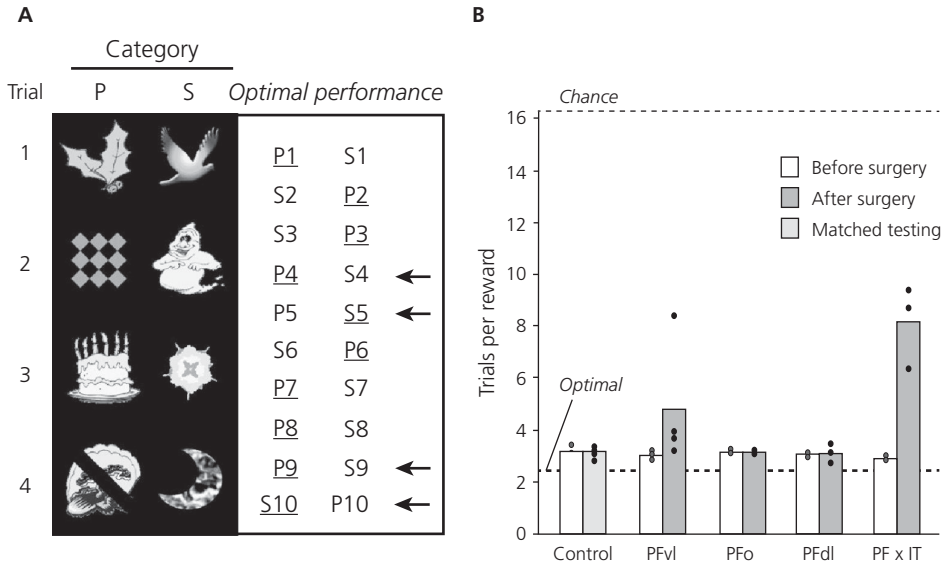 A
Category
Trial P S Optimal performance
1
2
3
4
P1 S1
S2 P2
S3 P3
P4 S4
P5 S5
S6 P6
P7 S7
P8 S8
P9 S9
S10 P10
B
Chance
16
14
12
10
8
6
4
2
0
Trials per reward
Before surgery
After surgery
Matched testing
Optimal
Control PFvl PFo PFdl PF x IT